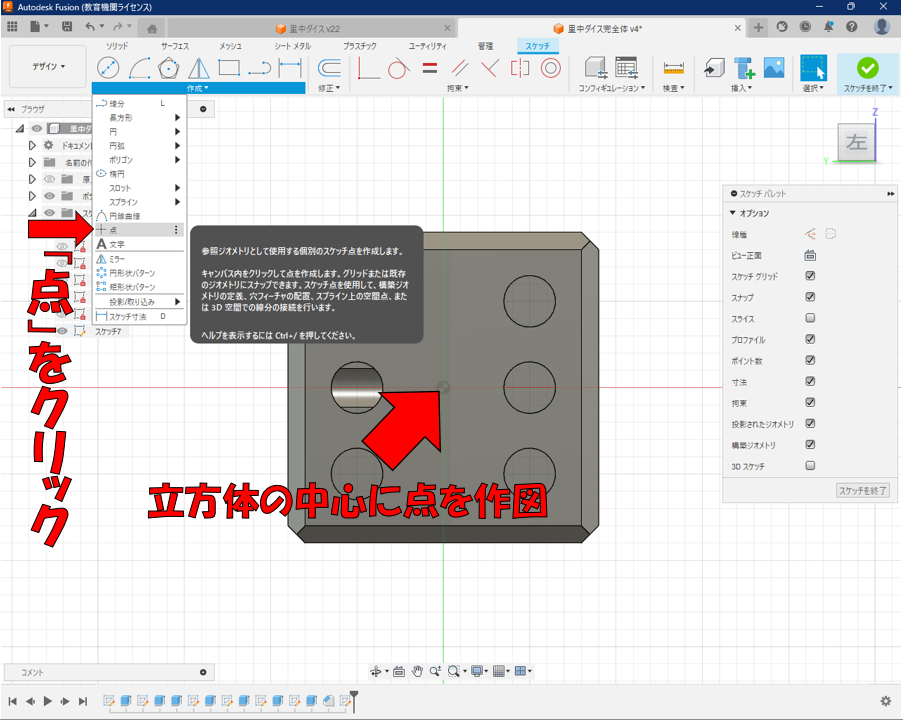 Autodesk Fusion (教育機関ライセンス)
里中ダイス v22
里中ダイス完全体 v4*
デザイン
ソリッド
サーフェス
メッシュ
シート メタル
プラスチック
ユーティリティ
管理
スケッチ
作成
修正
拘束
コンフィギュレーション
検査
挿入
選択
スケッチを終了
ブラウザ
里中ダ
ドキュメン
名前の付
原
ボ
スケ
スケッチ7
線分 L
長方形
円
円弧
ポリゴン
楕円
スロット
スプライン
円錐曲線
点
文字
ミラー
円形状パターン
矩形状パターン
投影/取り込み
スケッチ寸法 D
参照ジオメトリとして使用する個別のスケッチ点を作成します。
キャンバス内をクリックして点を作成します。グリッドまたは既存
のジオメトリにスナップできます。スケッチ点を使用して、構築ジオ
メトリの定義、穴フィーチャの配置、スプライン上の空間点、また
は 3D 空間での線分の接続を行います。
ヘルプを表示するには Ctrl+/ を押してください。
「点」をクリック
立方体の中心に点を作図
Z
左
Y
スケッチ パレット
オプション
線種
ビュー正面
スケッチ グリッド
スナップ
スライス
プロファイル
ポイント数
寸法
拘束
投影されたジオメトリ
構築ジオメトリ
3D スケッチ
スケッチを終了
コメント